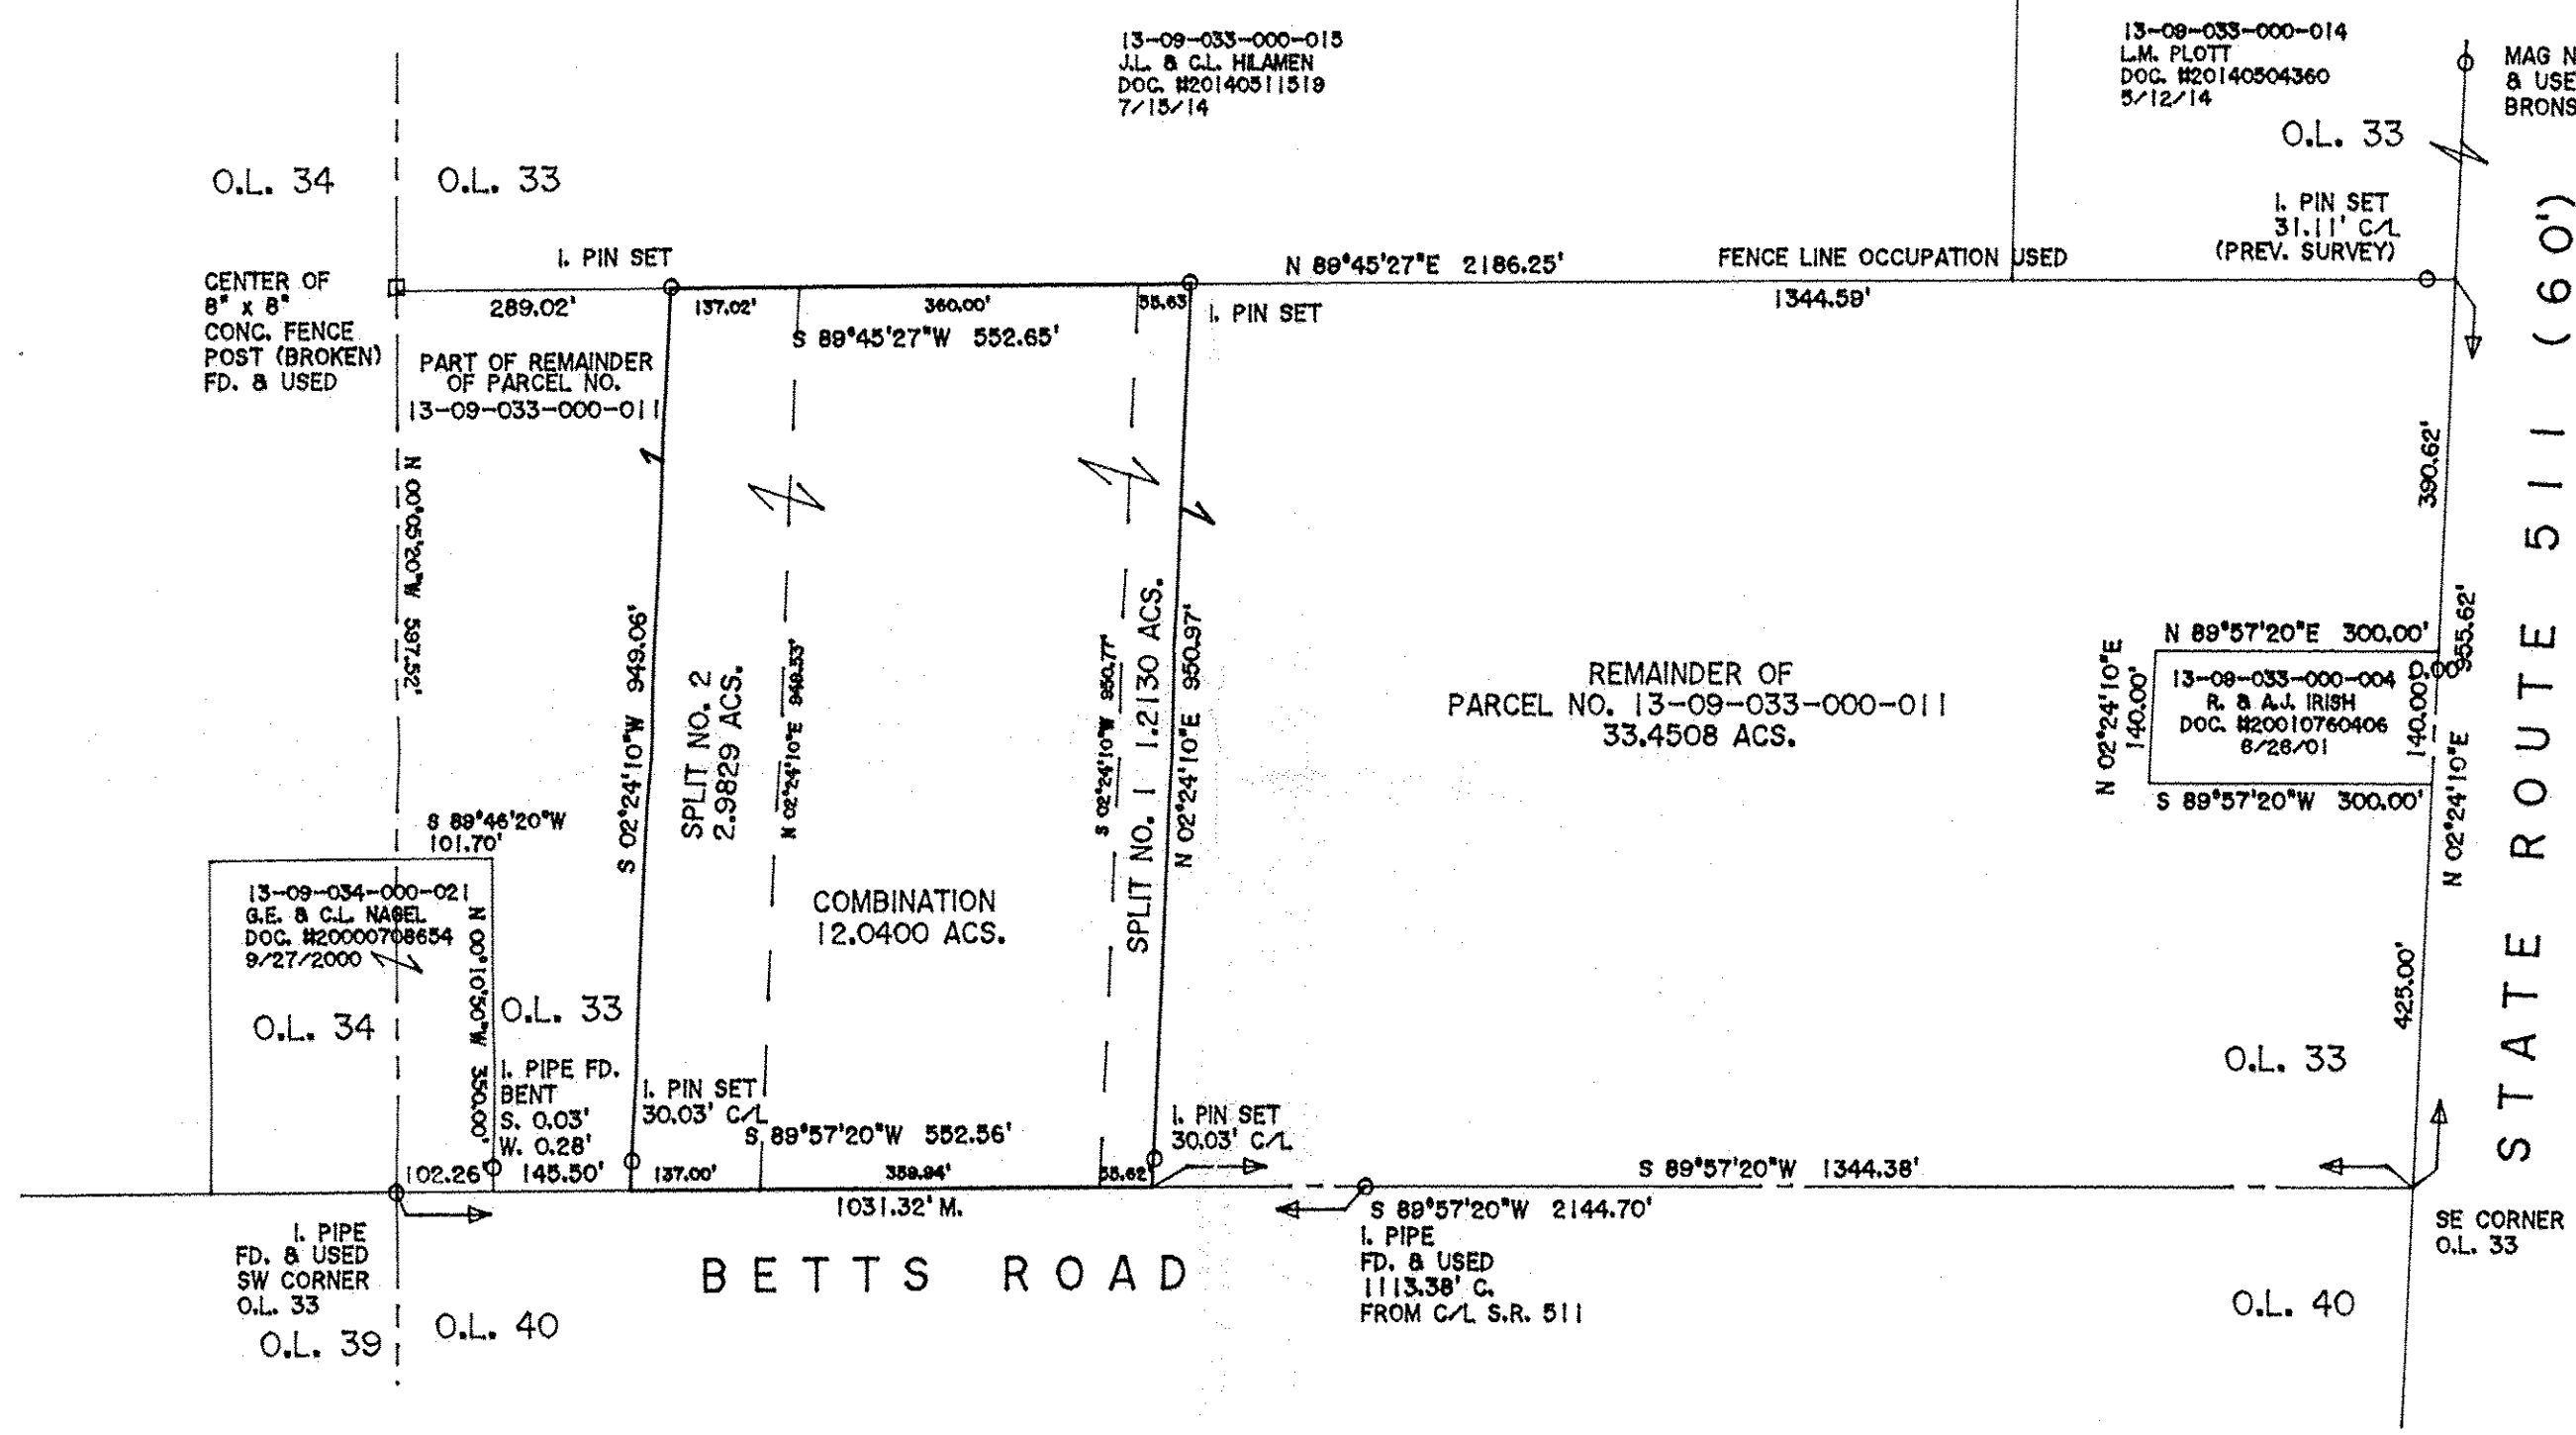 13-09-033-000-015
J.L. & C.L. HILAMEN
DOC. #20140511519
7/15/14
13-09-033-000-014
L.M. PLOTT
DOC. #20140504360
5/12/14
MAG N
& USE
BRONS
O.L. 33
O.L. 34
O.L. 33
I. PIN SET
31.11' C/L
(PREV. SURVEY)
I. PIN SET
N 89°45'27"E 2186.25'
FENCE LINE OCCUPATION USED
CENTER OF
8" x 8"
CONC. FENCE
POST (BROKEN)
FD. & USED
289.02'
137.02'
360.00'
55.63
I. PIN SET
1344.59'
S 89°45'27"W 552.65'
PART OF REMAINDER
OF PARCEL NO.
13-09-033-000-011
N 00°05'20"W 597.52'
S 02°24'10"W 949.06'
SPLIT NO. 2
2.9829 ACS.
N 02°24'10"E 949.53'
S 02°24'10"W 950.77'
SPLIT NO. 1 1.2130 ACS.
N 02°24'10"E 950.97'
COMBINATION
12.0400 ACS.
REMAINDER OF
PARCEL NO. 13-09-033-000-011
33.4508 ACS.
390.62'
955.62'
N 02°24'10"E
140.00'
N 89°57'20"E 300.00'
13-09-033-000-004
R. & A.J. IRISH
DOC. #20010760406
6/28/01
140.00'
S 89°57'20"W 300.00'
N 02°24'10"E
425.00'
STATE ROUTE 511 (60')
S 89°46'20"W
101.70'
13-09-034-000-021
G.E. & C.L. NAGEL
DOC. #20000708654
9/27/2000
N 00°10'50"W 350.00'
O.L. 34
O.L. 33
I. PIPE FD.
BENT
S. 0.03'
W. 0.28'
I. PIN SET
30.03' C/L
S 89°57'20"W 552.56'
I. PIN SET
30.03' C/L
O.L. 33
102.26'
145.50'
137.00'
359.94'
55.62'
1031.32' M.
S 89°57'20"W 1344.38'
S 89°57'20"W 2144.70'
I. PIPE
FD. & USED
1113.38' C.
FROM C/L S.R. 511
SE CORNER
O.L. 33
I. PIPE
FD. & USED
SW CORNER
O.L. 33
BETTS ROAD
O.L. 39
O.L. 40
O.L. 40